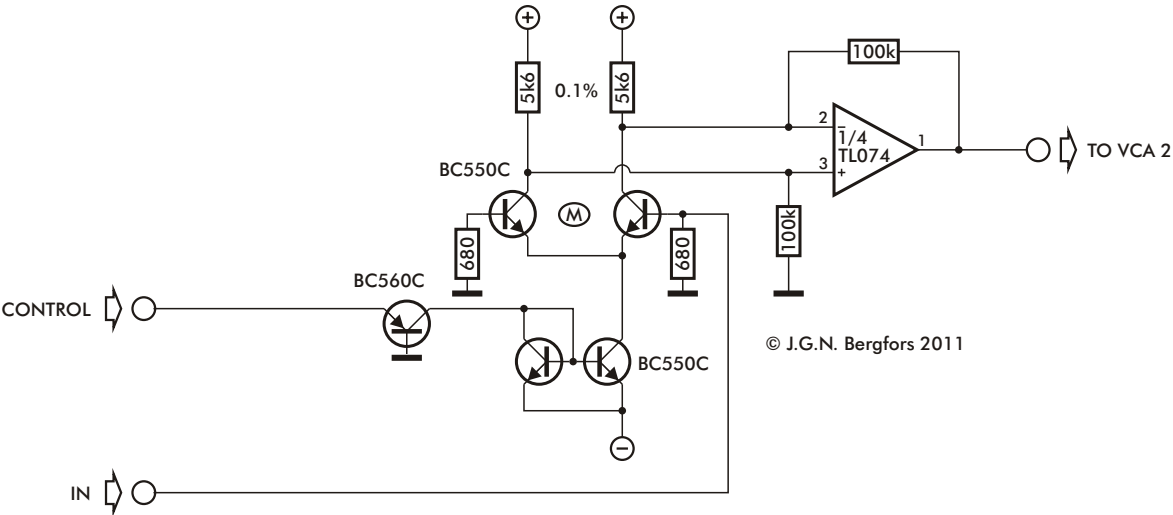 +
+
100k
5k6
0.1%
5k6
2
−
1/4
TL074
1
TO VCA 2
3
+
BC550C
M
680
680
100k
BC560C
CONTROL
© J.G.N. Bergfors 2011
BC550C
−
IN